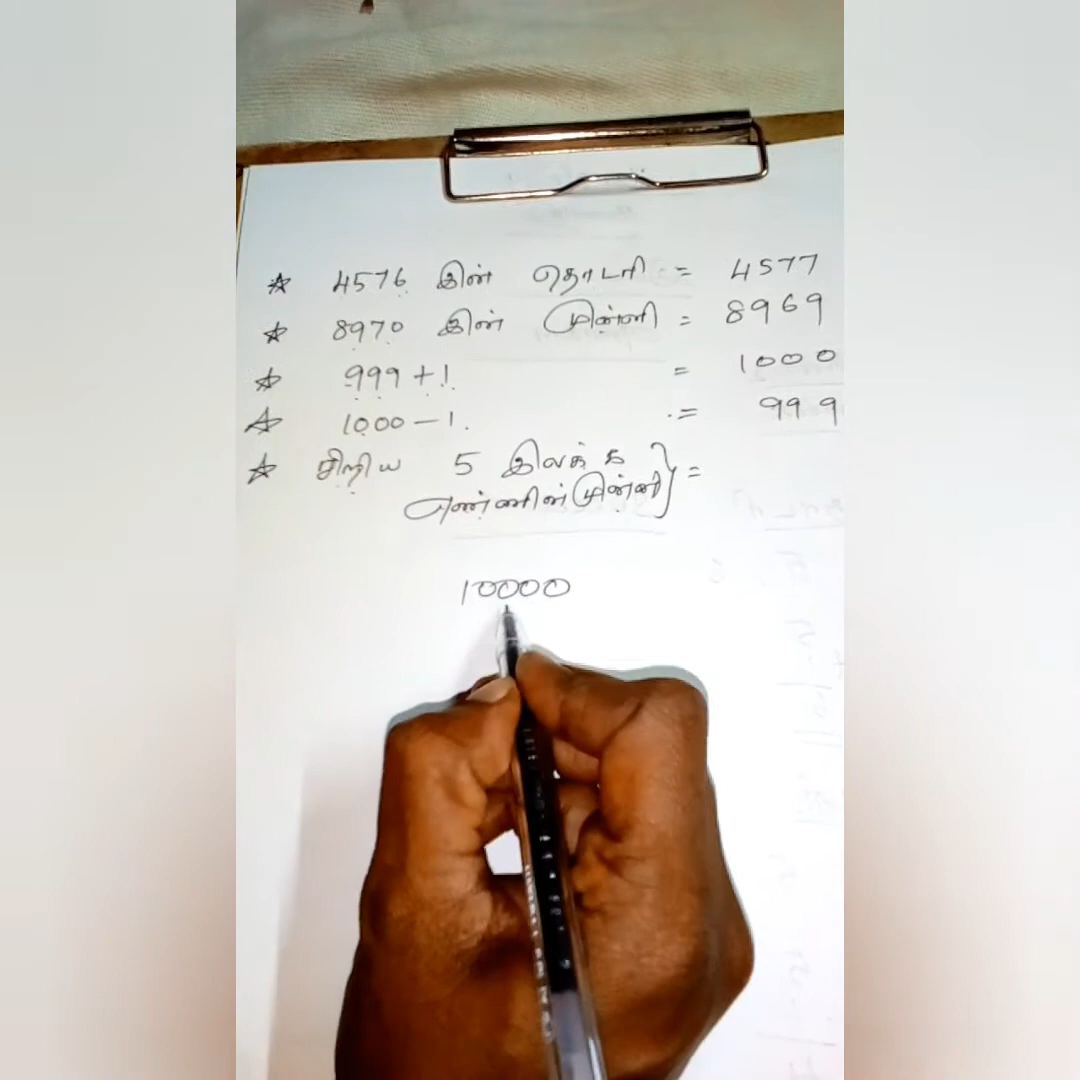 ☆ 4576 இன் தொடரி = 4577
☆ 8970 இன் முன்னி = 8969
☆ 999 + 1. = 1000
☆ 1000 – 1. = 999
☆ சிறிய 5 இலக்க } =
எண்ணின் முன்னி
10000